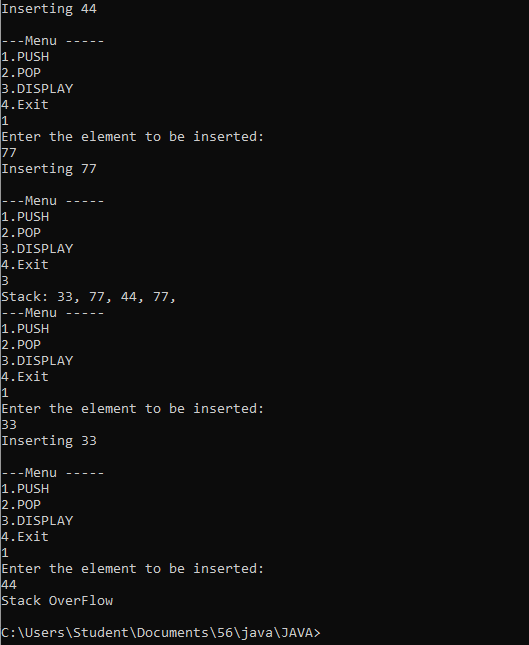 Inserting 44
---Menu -----
1.PUSH
2.POP
3.DISPLAY
4.Exit
1
Enter the element to be inserted:
77
Inserting 77
---Menu -----
1.PUSH
2.POP
3.DISPLAY
4.Exit
3
Stack: 33, 77, 44, 77,
---Menu -----
1.PUSH
2.POP
3.DISPLAY
4.Exit
1
Enter the element to be inserted:
33
Inserting 33
---Menu -----
1.PUSH
2.POP
3.DISPLAY
4.Exit
1
Enter the element to be inserted:
44
Stack OverFlow
C:\Users\Student\Documents\56\java\JAVA>